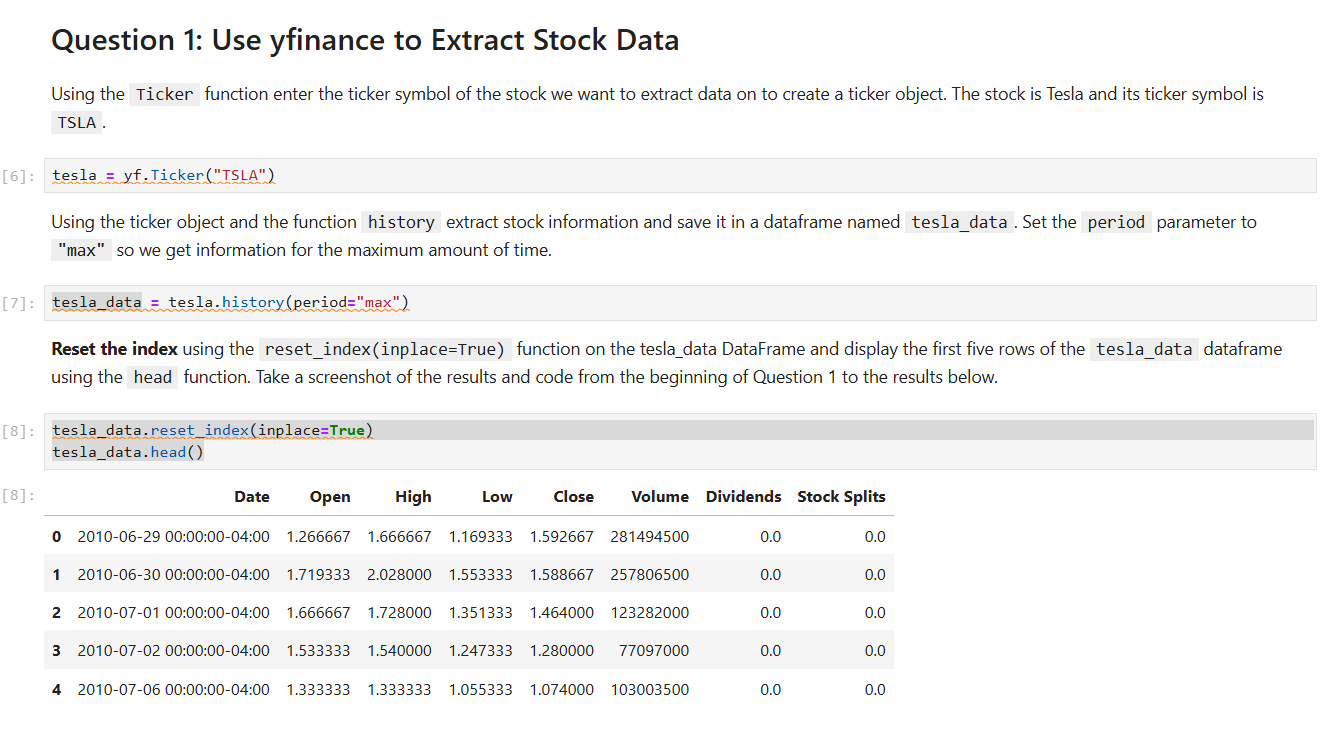 Question 1: Use yfinance to Extract Stock Data
Using the Ticker function enter the ticker symbol of the stock we want to extract data on to create a ticker object. The stock is Tesla and its ticker symbol is
TSLA .
[6]: tesla = yf.Ticker("TSLA")
Using the ticker object and the function history extract stock information and save it in a dataframe named tesla_data . Set the period parameter to
"max" so we get information for the maximum amount of time.
[7]: tesla_data = tesla.history(period="max")
Reset the index using the reset_index(inplace=True) function on the tesla_data DataFrame and display the first five rows of the tesla_data dataframe
using the head function. Take a screenshot of the results and code from the beginning of Question 1 to the results below.
[8]: tesla_data.reset_index(inplace=True)
tesla_data.head()
[8]: Date Open High Low Close Volume Dividends Stock Splits
0 2010-06-29 00:00:00-04:00 1.266667 1.666667 1.169333 1.592667 281494500 0.0 0.0
1 2010-06-30 00:00:00-04:00 1.719333 2.028000 1.553333 1.588667 257806500 0.0 0.0
2 2010-07-01 00:00:00-04:00 1.666667 1.728000 1.351333 1.464000 123282000 0.0 0.0
3 2010-07-02 00:00:00-04:00 1.533333 1.540000 1.247333 1.280000 77097000 0.0 0.0
4 2010-07-06 00:00:00-04:00 1.333333 1.333333 1.055333 1.074000 103003500 0.0 0.0